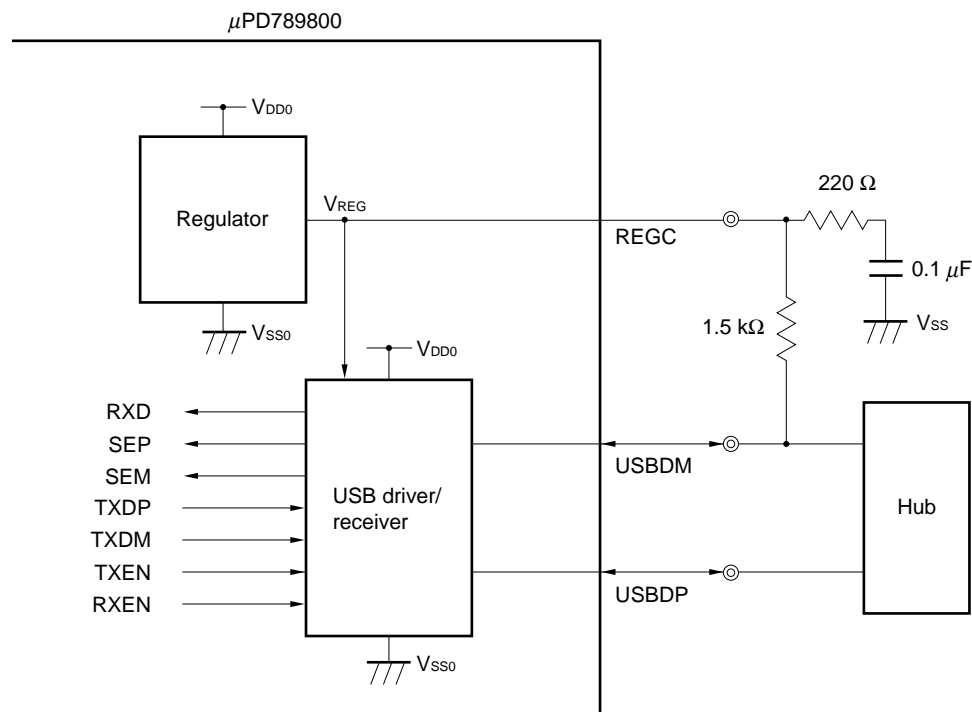 μPD789800
VDD0
Regulator
VREG
220 Ω
REGC
0.1 μF
1.5 kΩ
VSS
VSS0
VDD0
RXD
SEP
SEM
TXDP
TXDM
TXEN
RXEN
USB driver/
receiver
USBDM
Hub
USBDP
VSS0